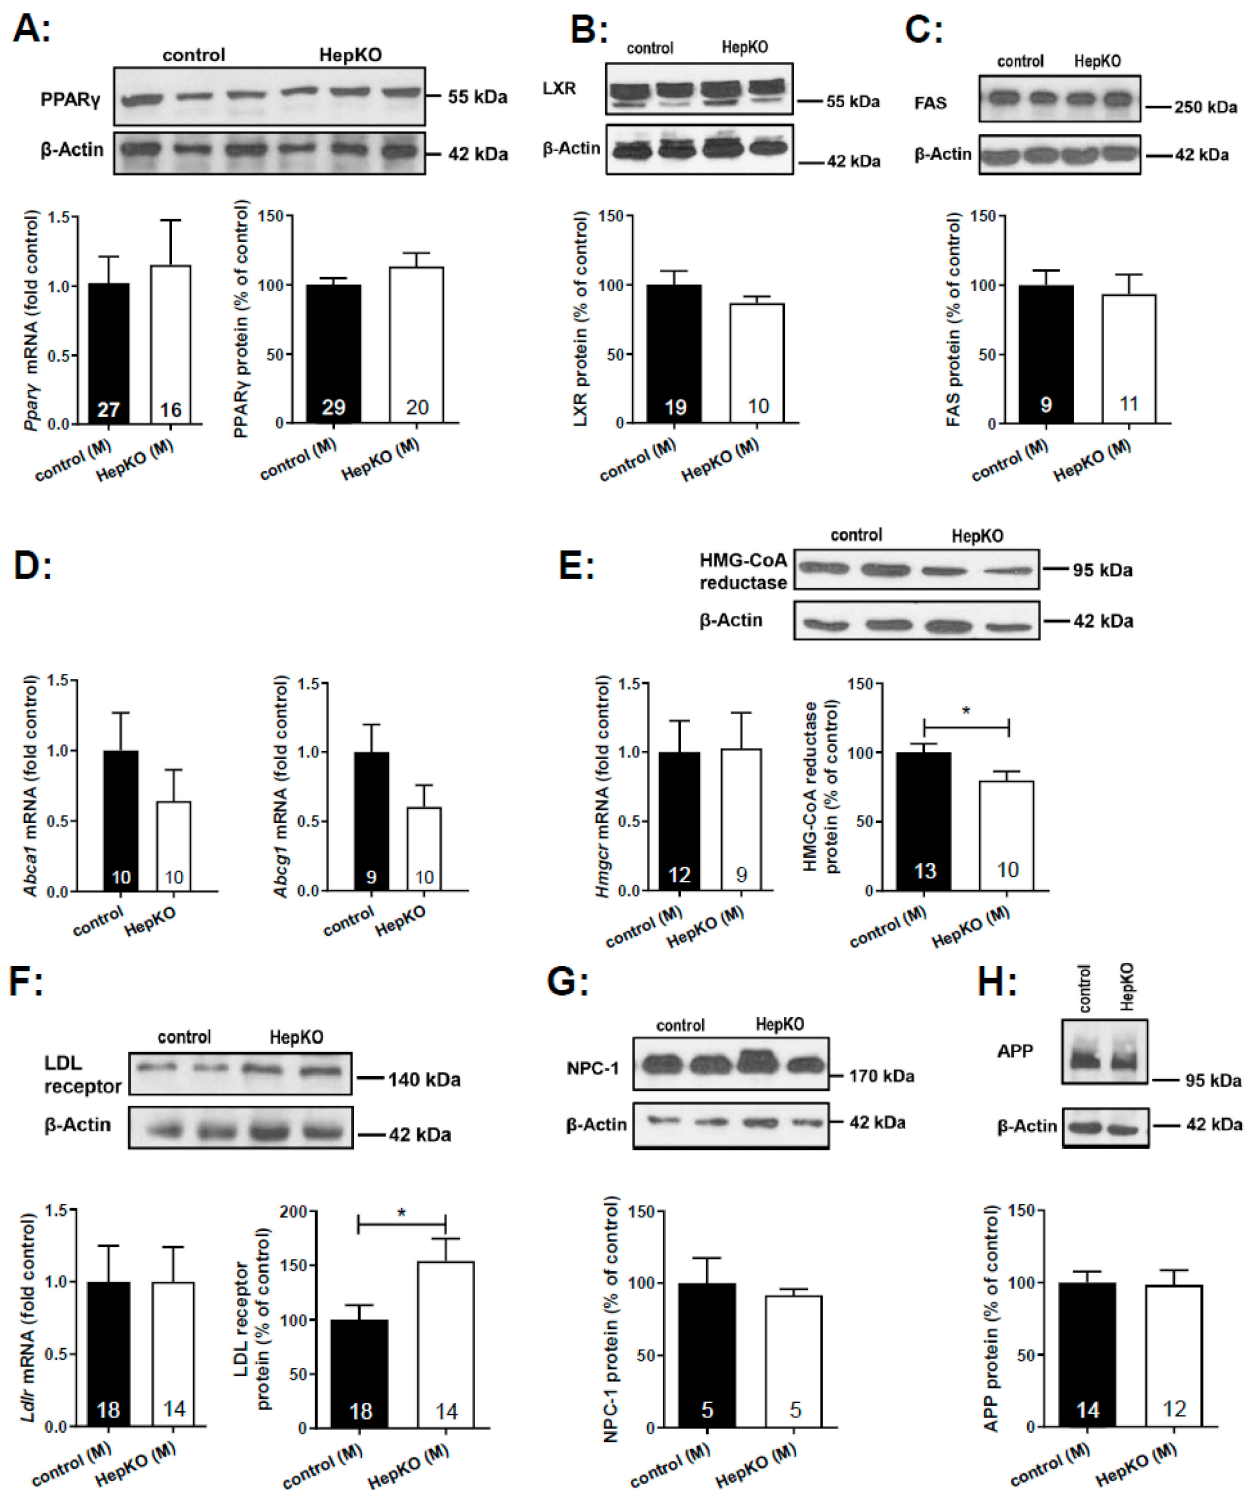 A:
control HepKO
PPARγ
55 kDa
β-Actin
42 kDa
1.5
1.0
0.5
0.0
Pparγ mRNA (fold control)
27 16
control (M)
HepKO (M)
150
100
50
0
PPARγ protein (% of control)
29 20
control (M)
HepKO (M)
B:
control HepKO
LXR
55 kDa
β-Actin
42 kDa
150
100
50
0
LXR protein (% of control)
19 10
control (M)
HepKO (M)
C:
control HepKO
FAS
250 kDa
β-Actin
42 kDa
150
100
50
0
FAS protein (% of control)
9 11
control (M)
HepKO (M)
D:
1.5
1.0
0.5
0.0
Abca1 mRNA (fold control)
10 10
control
HepKO
1.5
1.0
0.5
0.0
Abcg1 mRNA (fold control)
9 10
control
HepKO
E:
control HepKO
HMG-CoA
reductase
95 kDa
β-Actin
42 kDa
1.5
1.0
0.5
0.0
Hmgcr mRNA (fold control)
12 9
control (M)
HepKO (M)
150
100
50
0
HMG-CoA reductase
protein (% of control)
*
13 10
control (M)
HepKO (M)
F:
control HepKO
LDL
receptor
140 kDa
β-Actin
42 kDa
1.5
1.0
0.5
0.0
Ldlr mRNA (fold control)
18 14
control (M)
HepKO (M)
200
150
100
50
0
LDL receptor
protein (% of control)
*
18 14
control (M)
HepKO (M)
G:
control HepKO
NPC-1
170 kDa
β-Actin
42 kDa
150
100
50
0
NPC-1 protein (% of control)
5 5
control (M)
HepKO (M)
H:
control
HepKO
APP
95 kDa
β-Actin
42 kDa
150
100
50
0
APP protein (% of control)
14 12
control (M)
HepKO (M)